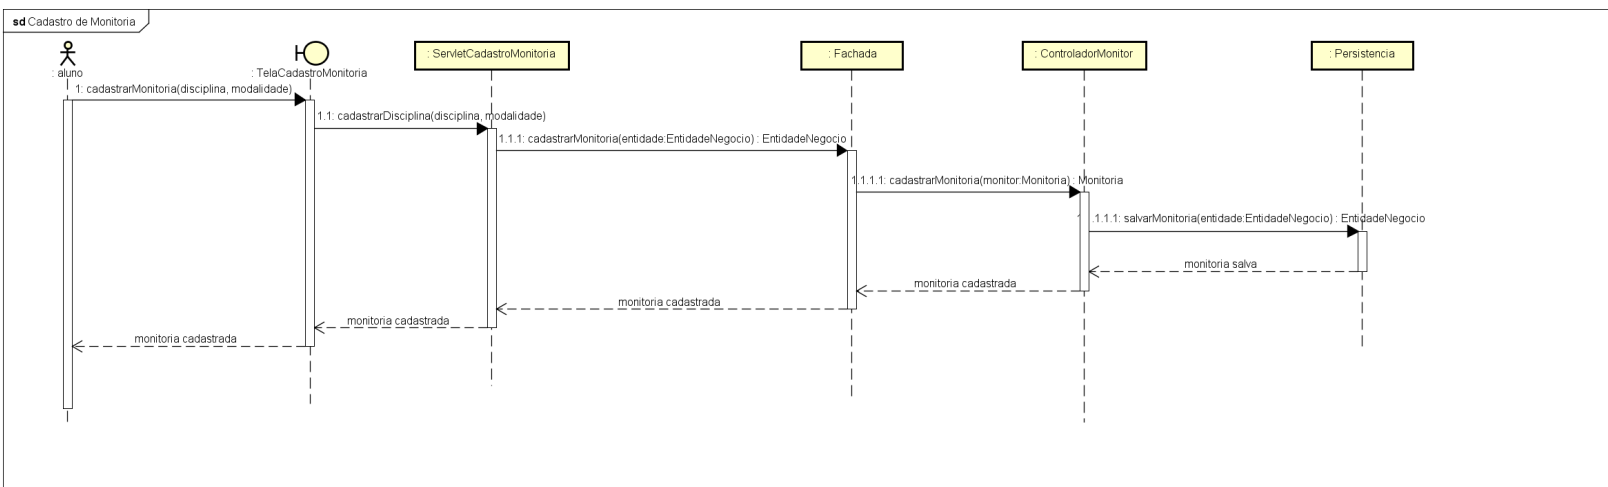 sd Cadastro de Monitoria
: aluno
: TelaCadastroMonitoria
: ServletCadastroMonitoria
: Fachada
: ControladorMonitor
: Persistencia
1: cadastrarMonitoria(disciplina, modalidade)
1.1: cadastrarDisciplina(disciplina, modalidade)
1.1.1: cadastrarMonitoria(entidade:EntidadeNegocio) : EntidadeNegocio
1.1.1.1: cadastrarMonitoria(monitor:Monitoria) : Monitoria
.1.1.1: salvarMonitoria(entidade:EntidadeNegocio) : EntidadeNegocio
monitoria salva
monitoria cadastrada
monitoria cadastrada
monitoria cadastrada
monitoria cadastrada